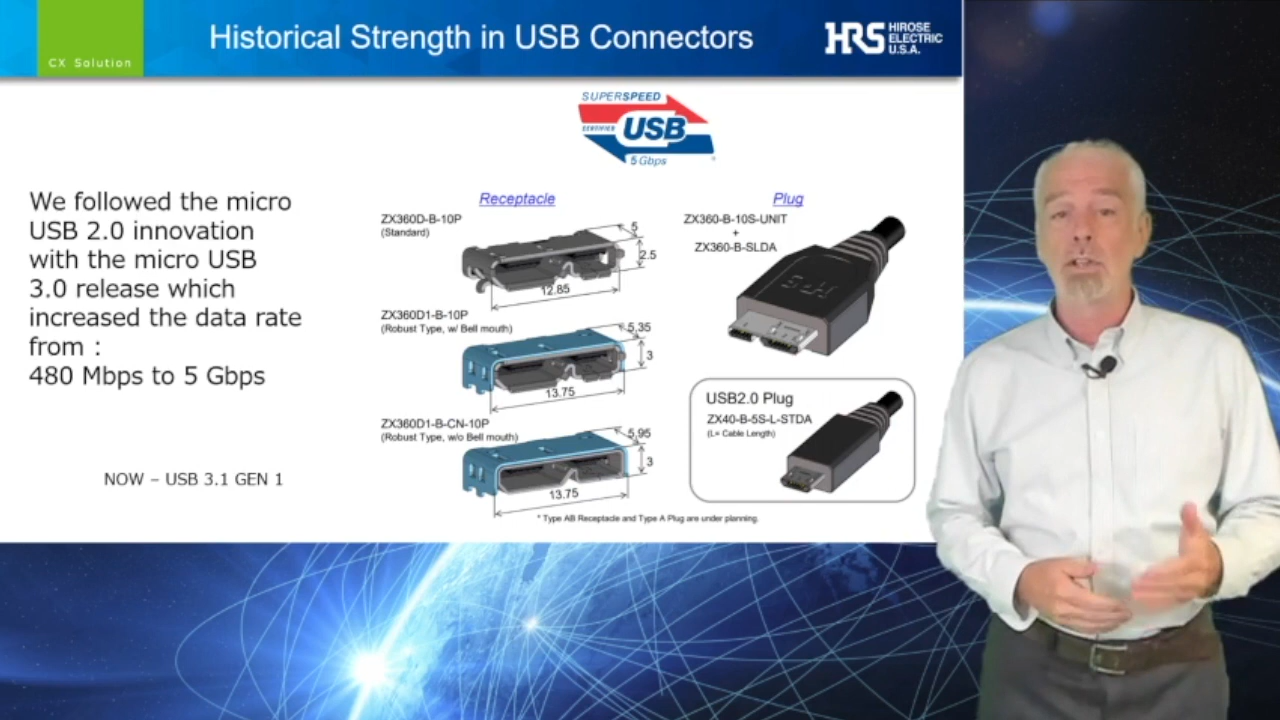 CX Solution
Historical Strength in USB Connectors
HRS HIROSE
ELECTRIC
U.S.A.
SUPERSPEED
CERTIFIED USB
5 Gbps
We followed the micro
USB 2.0 innovation
with the micro USB
3.0 release which
increased the data rate
from :
480 Mbps to 5 Gbps
NOW – USB 3.1 GEN 1
Receptacle
ZX360D-B-10P
(Standard)
5
2.5
12.85
ZX360D1-B-10P
(Robust Type, w/ Bell mouth)
5.35
3
13.75
ZX360D1-B-CN-10P
(Robust Type, w/o Bell mouth)
5.95
3
13.75
Plug
ZX360-B-10S-UNIT
+
ZX360-B-SLDA
HRS
USB2.0 Plug
ZX40-B-5S-L-STDA
(L= Cable Length)
* Type AB Receptacle and Type A Plug are under planning.